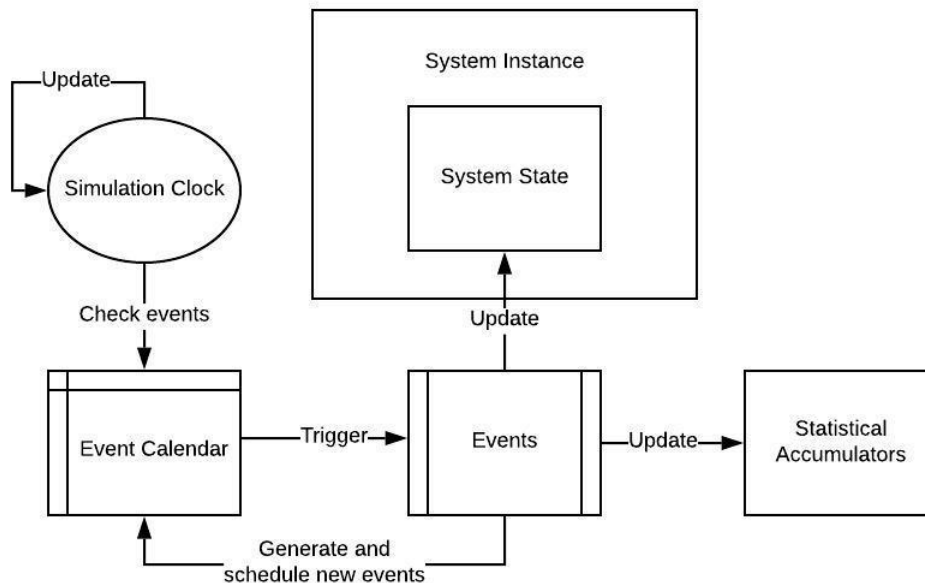 System Instance
Update
System State
Simulation Clock
Check events
Update
Event Calendar
Trigger
Events
Update
Statistical
Accumulators
Generate and
schedule new events